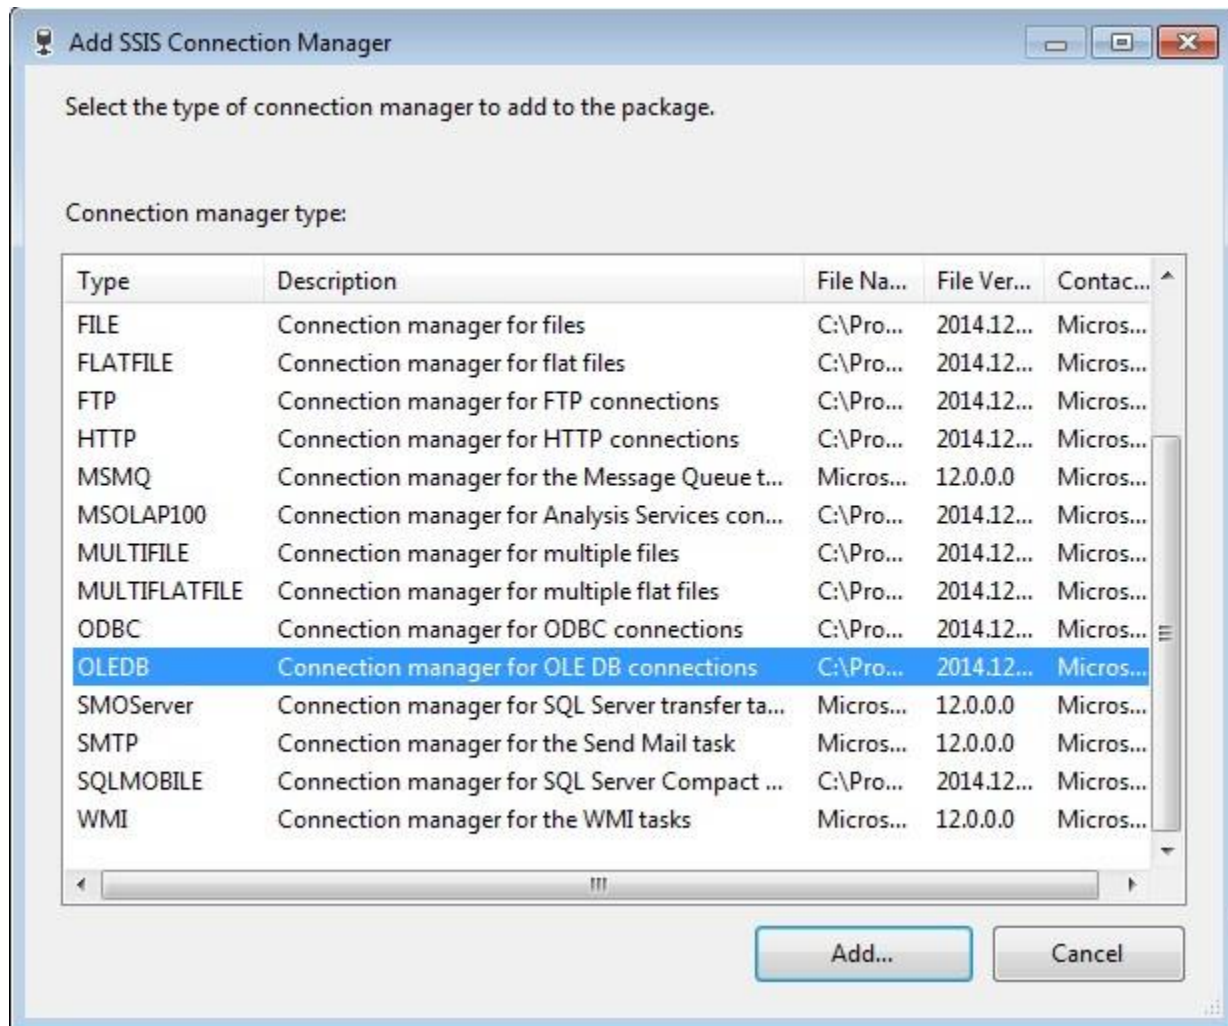 Add SSIS Connection Manager
Select the type of connection manager to add to the package.
Connection manager type:
Type Description File Na... File Ver... Contac...
FILE Connection manager for files C:\Pro... 2014.12... Micros...
FLATFILE Connection manager for flat files C:\Pro... 2014.12... Micros...
FTP Connection manager for FTP connections C:\Pro... 2014.12... Micros...
HTTP Connection manager for HTTP connections C:\Pro... 2014.12... Micros...
MSMQ Connection manager for the Message Queue t... Micros... 12.0.0.0 Micros...
MSOLAP100 Connection manager for Analysis Services con... C:\Pro... 2014.12... Micros...
MULTIFILE Connection manager for multiple files C:\Pro... 2014.12... Micros...
MULTIFLATFILE Connection manager for multiple flat files C:\Pro... 2014.12... Micros...
ODBC Connection manager for ODBC connections C:\Pro... 2014.12... Micros...
OLEDB Connection manager for OLE DB connections C:\Pro... 2014.12... Micros...
SMOServer Connection manager for SQL Server transfer ta... Micros... 12.0.0.0 Micros...
SMTP Connection manager for the Send Mail task Micros... 12.0.0.0 Micros...
SQLMOBILE Connection manager for SQL Server Compact ... C:\Pro... 2014.12... Micros...
WMI Connection manager for the WMI tasks Micros... 12.0.0.0 Micros...
Add... Cancel